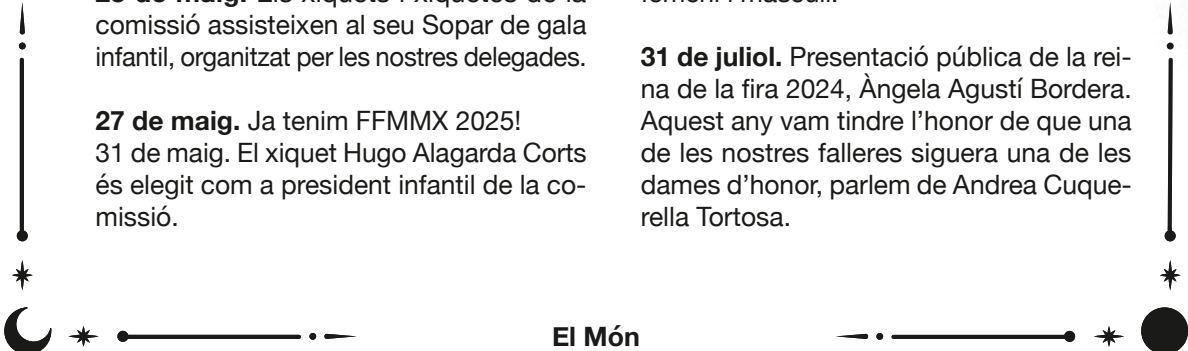 comissió assisteixen al seu Sopar de gala
infantil, organitzat per les nostres delegades.
27 de maig. Ja tenim FFMMX 2025!
31 de maig. El xiquet Hugo Alagarda Corts
és elegit com a president infantil de la co-
missió.
31 de juliol. Presentació pública de la rei-
na de la fira 2024, Àngela Agustí Bordera.
Aquest any vam tindre l’honor de que una
de les nostres falleres siguera una de les
dames d’honor, parlem de Andrea Cuque-
rella Tortosa.
El Món